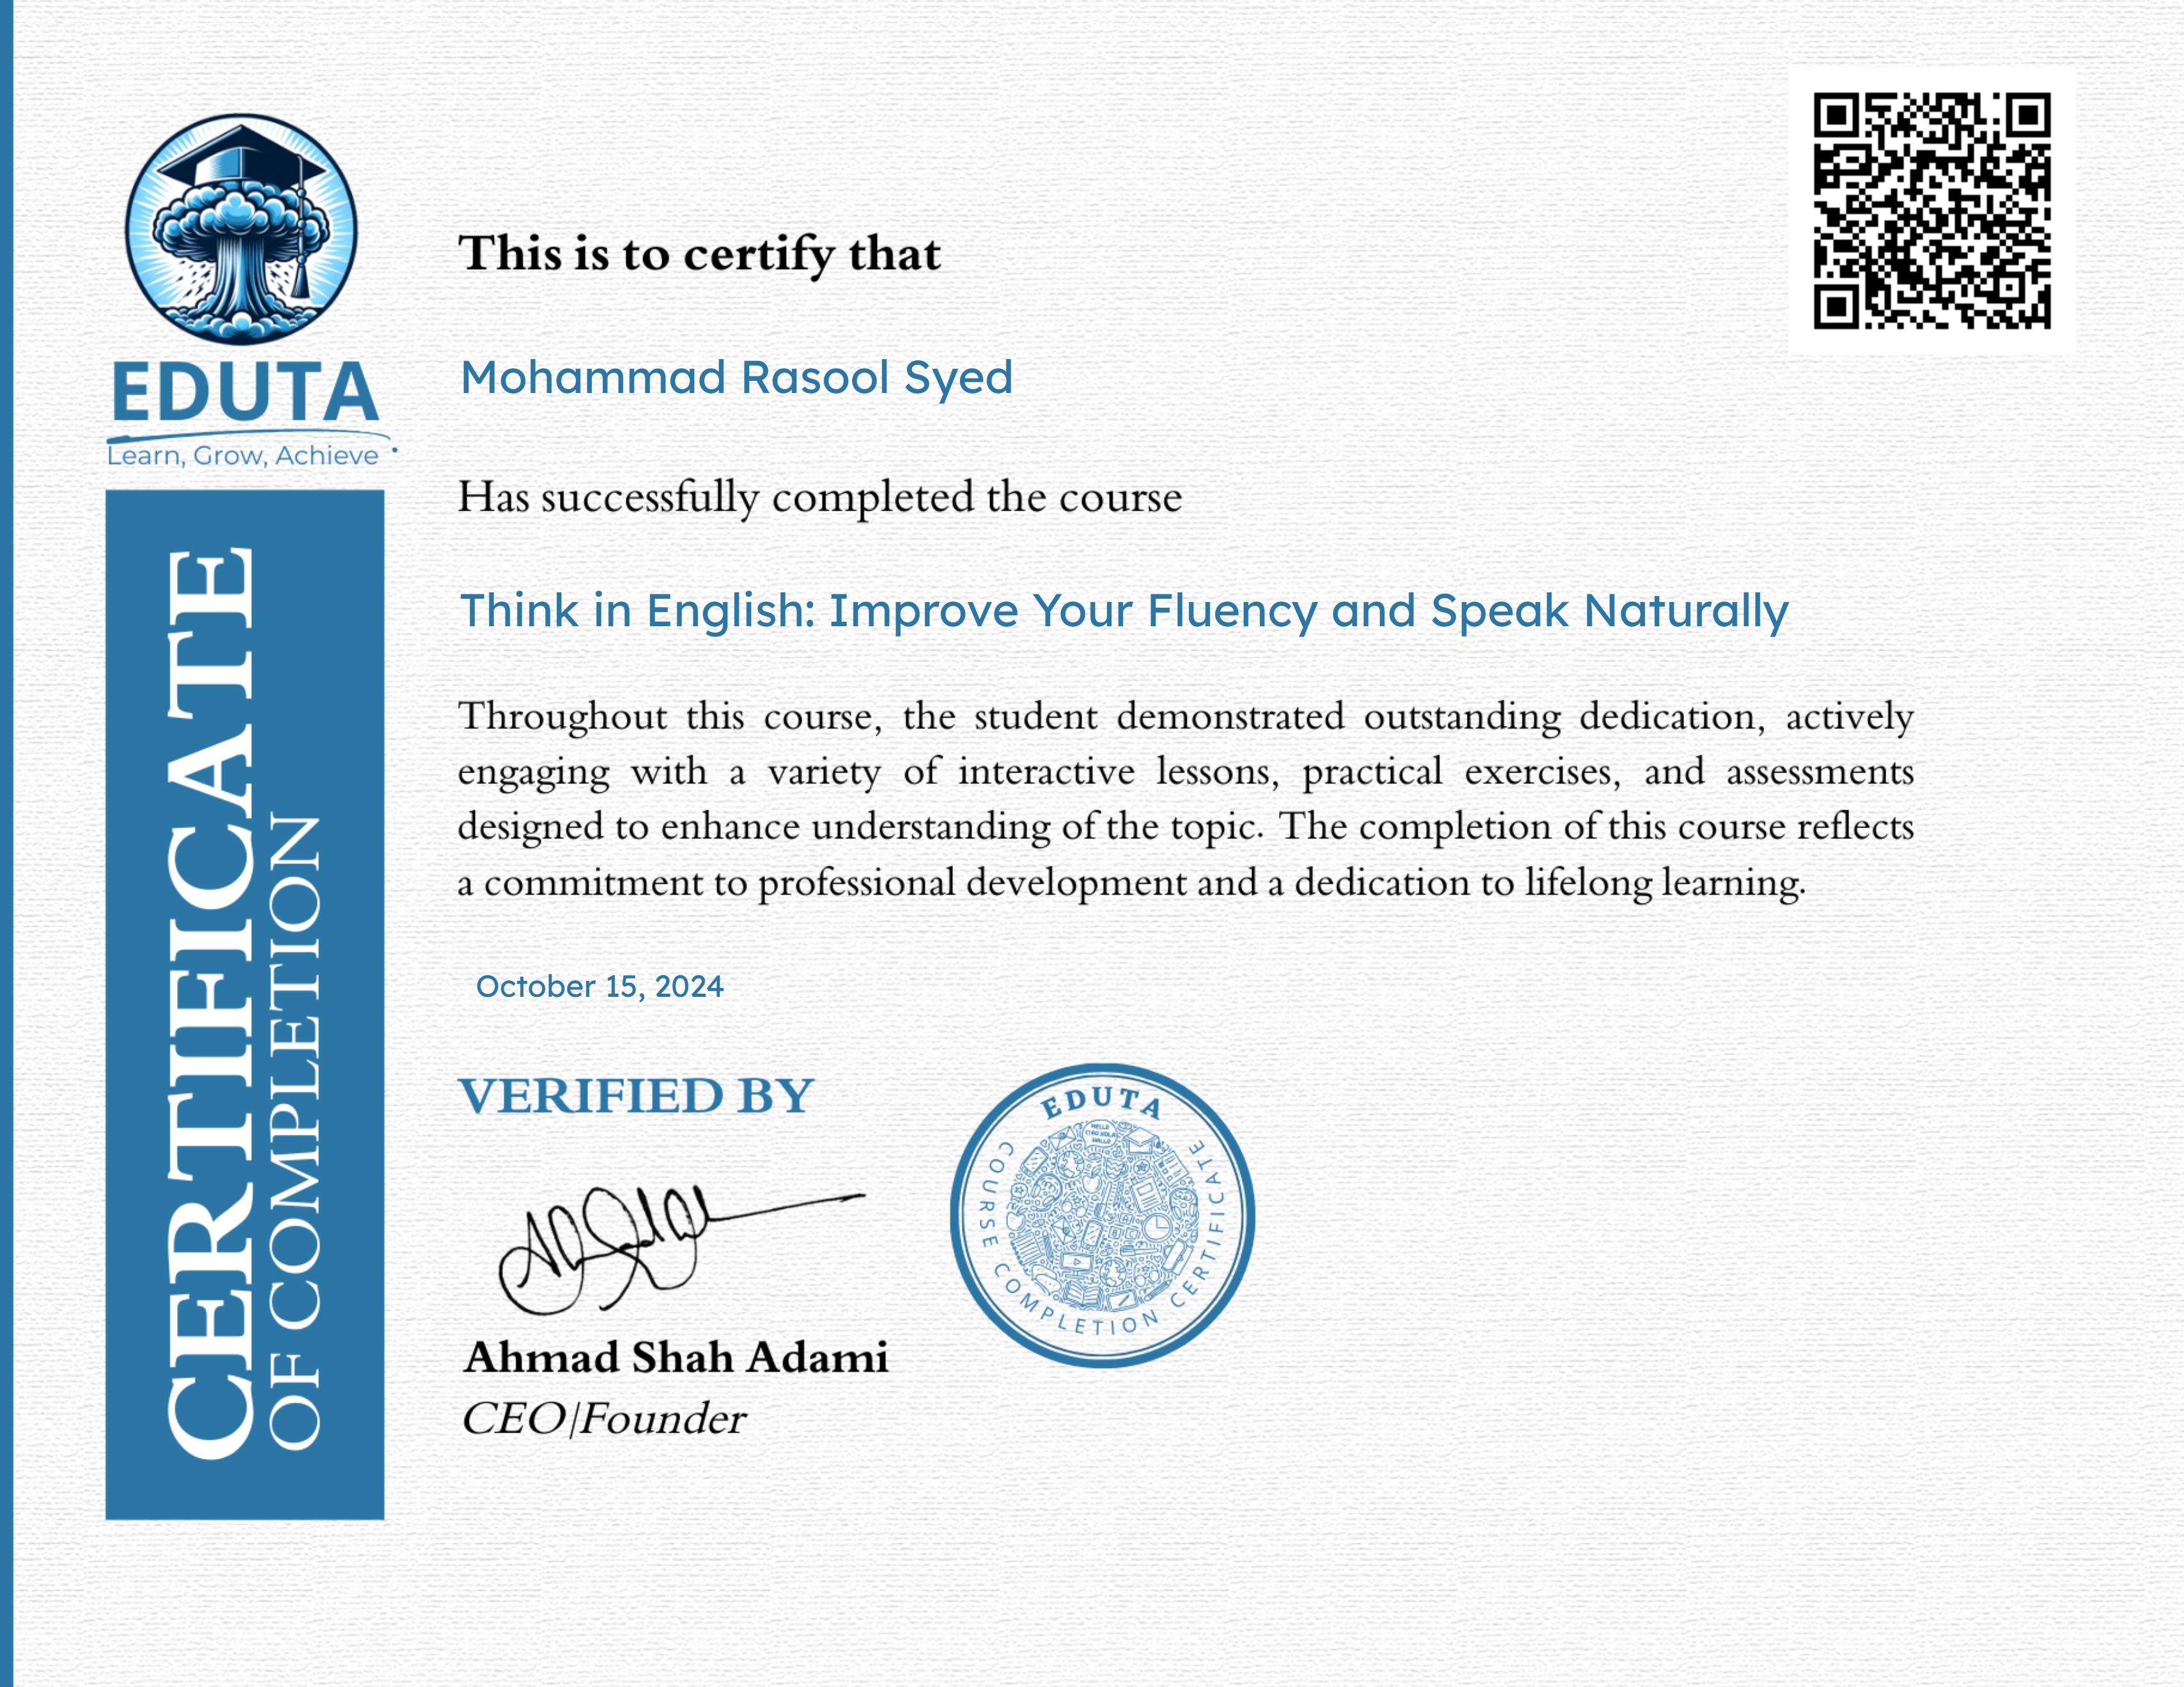 EDUTA
Learn, Grow, Achieve
CERTIFICATE
OF COMPLETION
This is to certify that
Mohammad Rasool Syed
Has successfully completed the course
Think in English: Improve Your Fluency and Speak Naturally
Throughout this course, the student demonstrated outstanding dedication, actively
engaging with a variety of interactive lessons, practical exercises, and assessments
designed to enhance understanding of the topic. The completion of this course reflects
a commitment to professional development and a dedication to lifelong learning.
October 15, 2024
VERIFIED BY
Ahmad Shah Adami
CEO|Founder
EDUTA
COURSE COMPLETION CERTIFICATE
HELLO
CIAO HOLA
HALLO